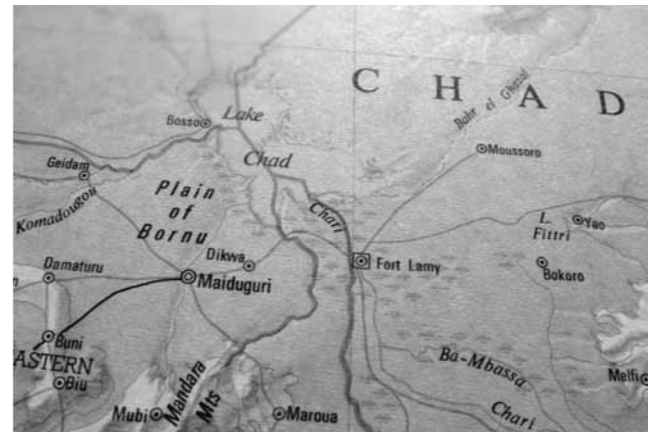 C H A D
Bahr el Ghazal
Lake
Chad
Bosso
Moussoro
Geidam
Plain
of
Bornu
Komadougou
Chari
L.
Fittri
Yao
Dikwa
Fort Lamy
Bokoro
Damaturu
Maiduguri
Buni
ASTERN
Biu
Ba-Mbassa
Melfi
Mandara
Mts
Mubi
Maroua
Chari